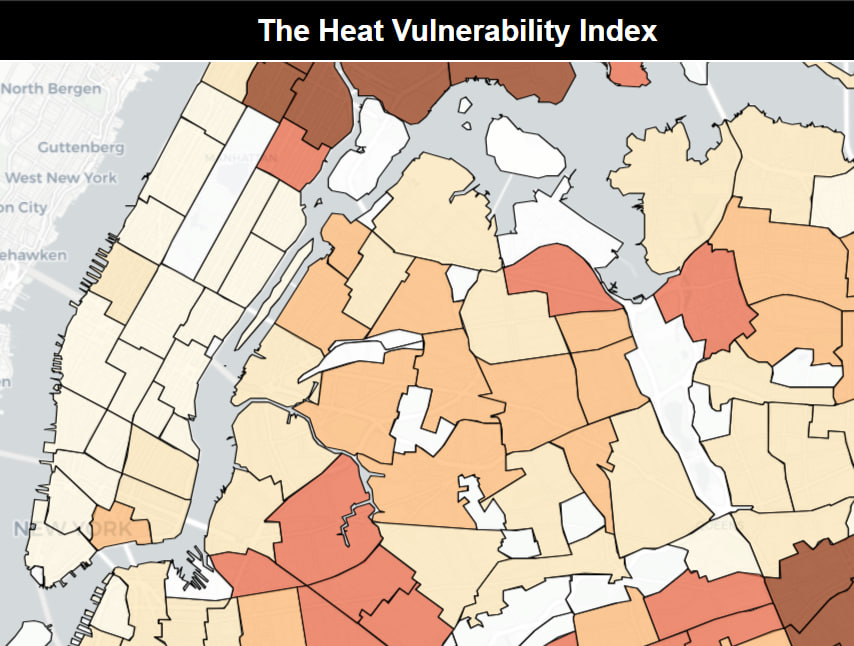 The Heat Vulnerability Index
North Bergen
Guttenberg
MANHATTAN
West New York
on City
ehawken
n
NEW YORK